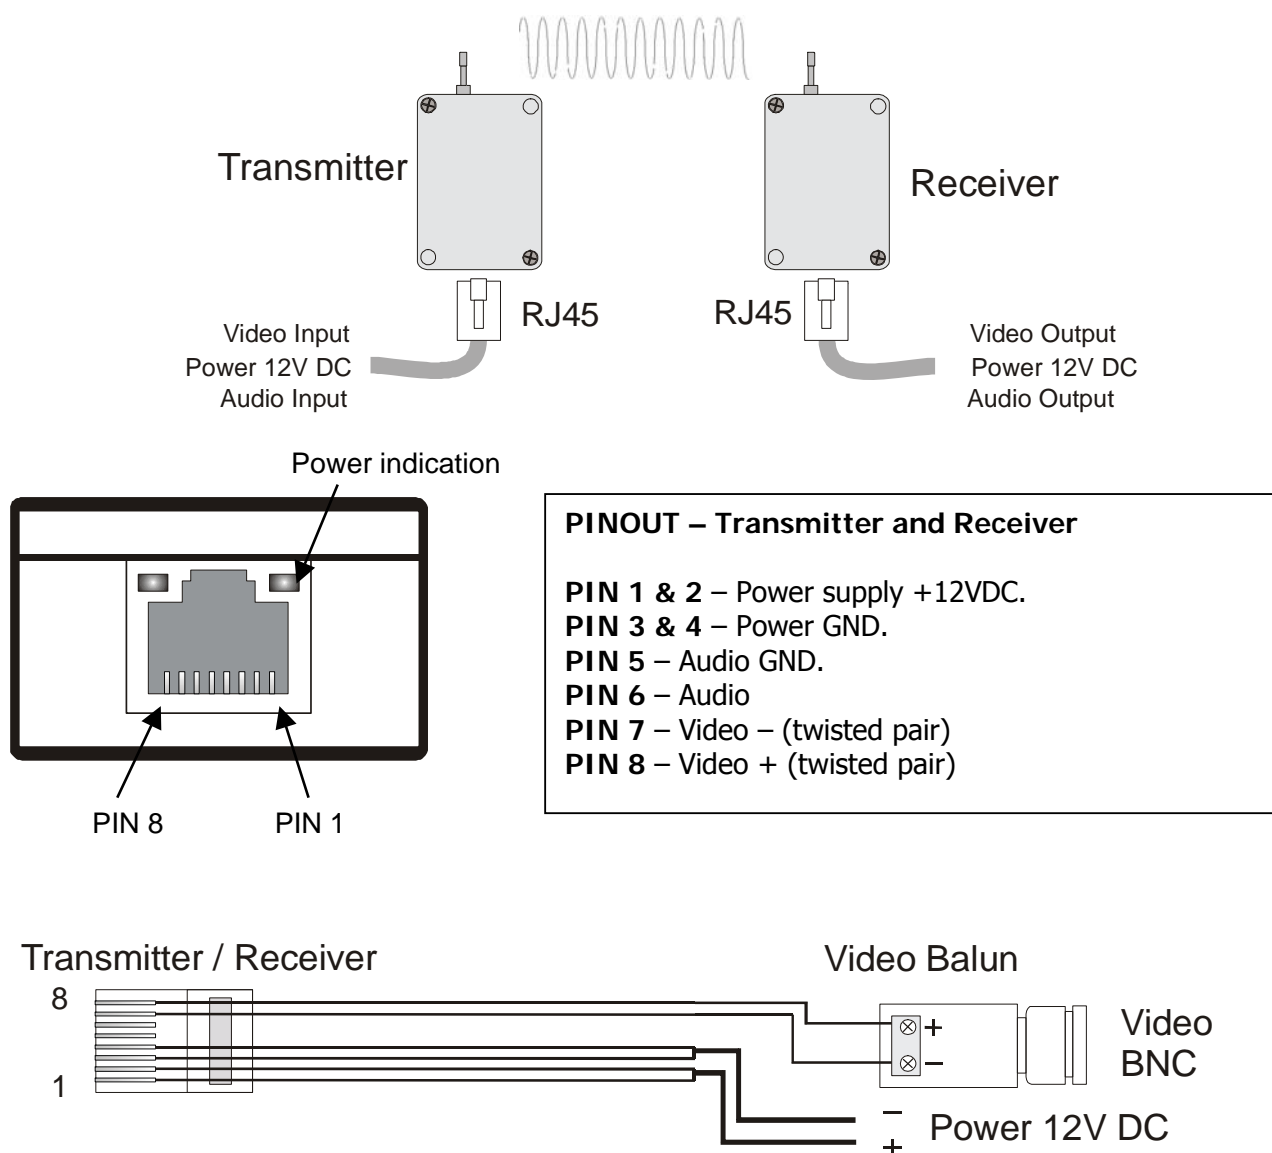 Transmitter
Receiver
RJ45
RJ45
Video Input
Power 12V DC
Audio Input
Video Output
Power 12V DC
Audio Output
Power indication
PIN 8
PIN 1
PINOUT – Transmitter and Receiver
PIN 1 & 2 – Power supply +12VDC.
PIN 3 & 4 – Power GND.
PIN 5 – Audio GND.
PIN 6 – Audio
PIN 7 – Video – (twisted pair)
PIN 8 – Video + (twisted pair)
Transmitter / Receiver
8
1
Video Balun
+
–
Video
BNC
–
Power 12V DC
+